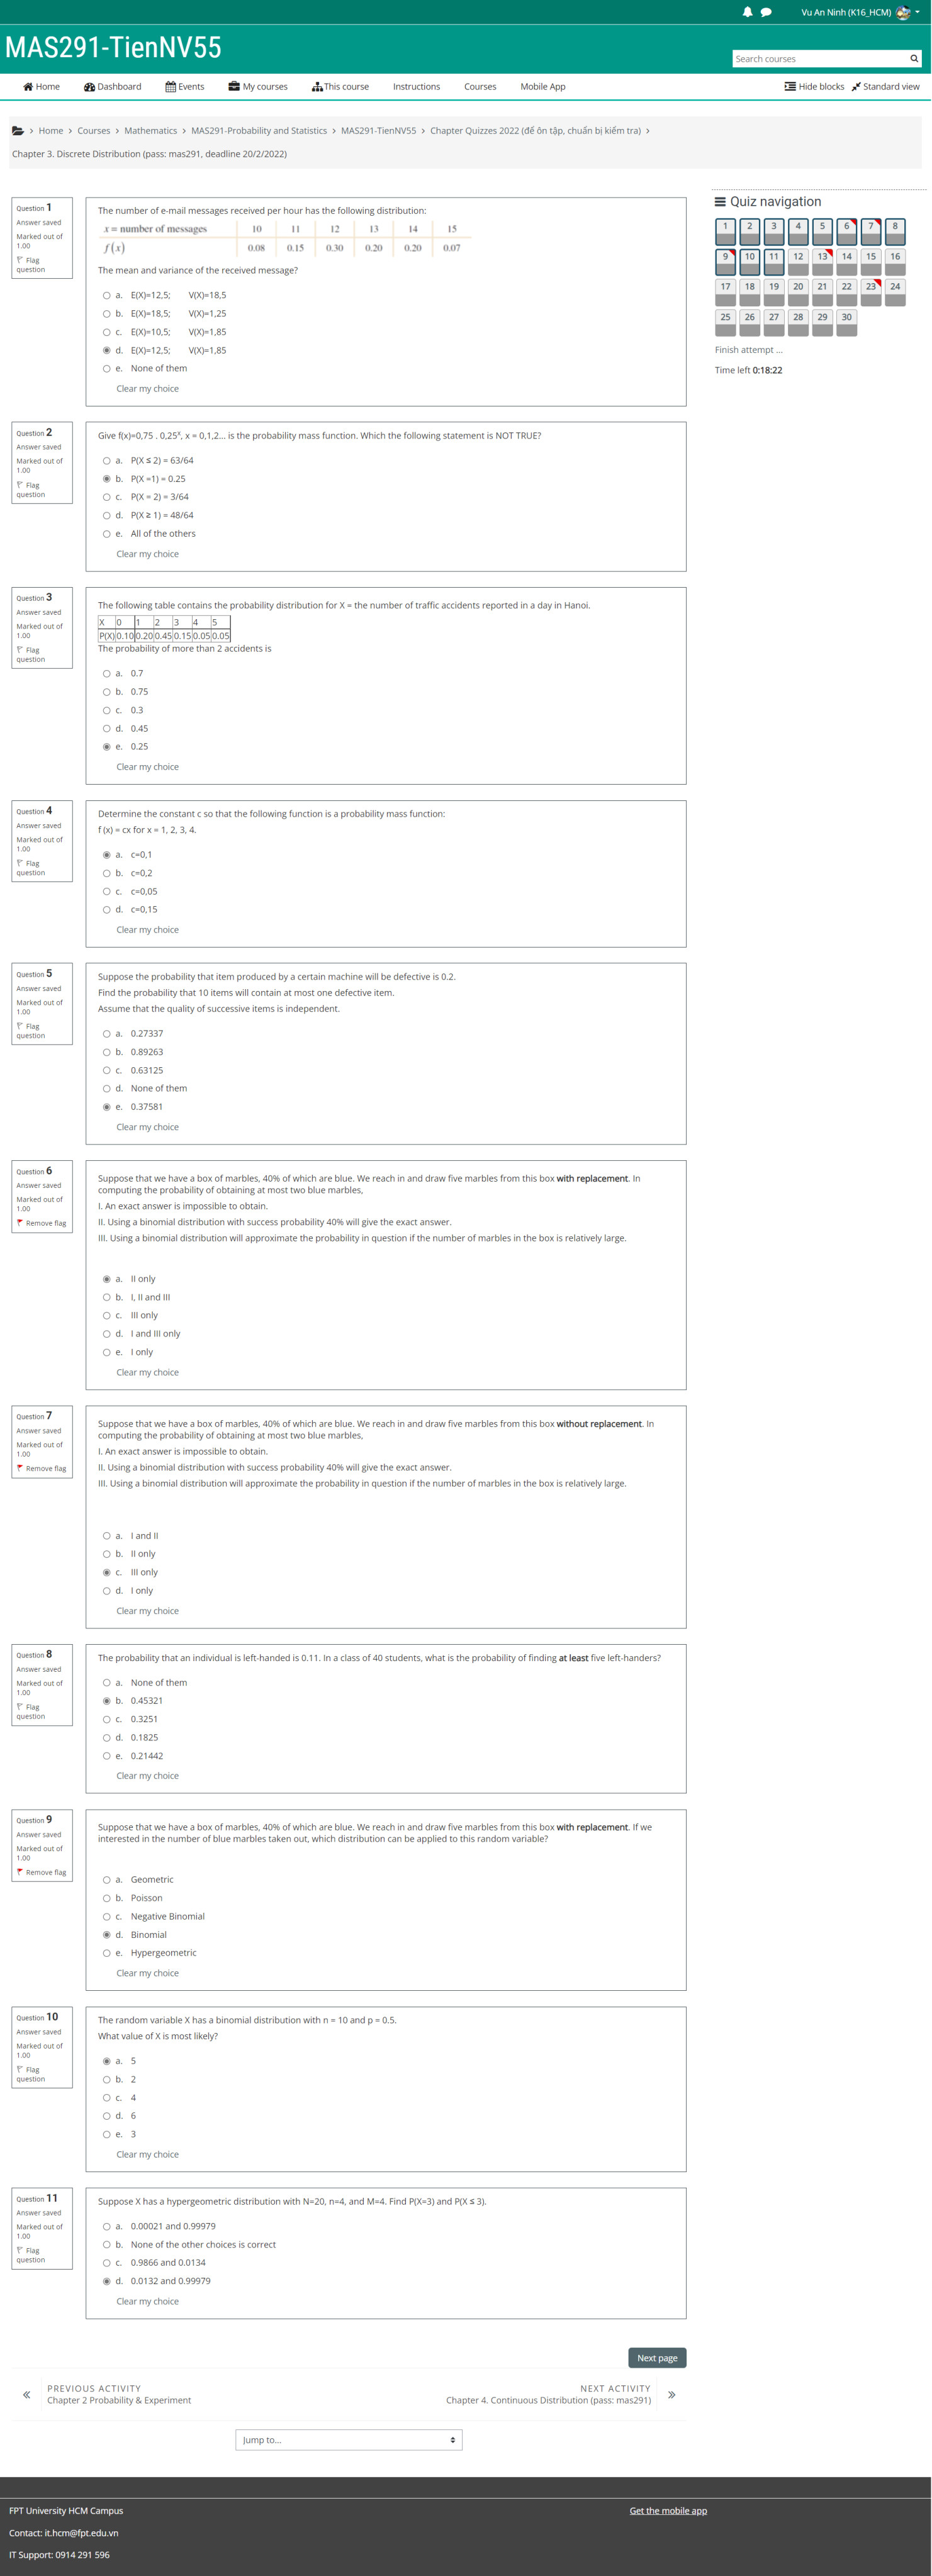 Vu An Ninh (K16_HCM)
MAS291-TienNV55
Search courses
Home Dashboard Events My courses This course Instructions Courses Mobile App Hide blocks Standard view
> Home > Courses > Mathematics > MAS291-Probability and Statistics > MAS291-TienNV55 > Chapter Quizzes 2022 (để ôn tập, chuẩn bị kiểm tra) >
Chapter 3. Discrete Distribution (pass: mas291, deadline 20/2/2022)
Quiz navigation
1 2 3 4 5 6 7 8
9 10 11 12 13 14 15 16
17 18 19 20 21 22 23 24
25 26 27 28 29 30
Finish attempt ...
Time left 0:18:22
Question 1
Answer saved
Marked out of
1.00
Flag
question
The number of e-mail messages received per hour has the following distribution:
x = number of messages 10 11 12 13 14 15
f(x) 0.08 0.15 0.30 0.20 0.20 0.07
The mean and variance of the received message?
a. E(X)=12,5; V(X)=18,5
b. E(X)=18,5; V(X)=1,25
c. E(X)=10,5; V(X)=1,85
d. E(X)=12,5; V(X)=1,85
e. None of them
Clear my choice
Question 2
Answer saved
Marked out of
1.00
Flag
question
Give f(x)=0,75 . 0,25ˣ, x = 0,1,2... is the probability mass function. Which the following statement is NOT TRUE?
a. P(X ≤ 2) = 63/64
b. P(X =1) = 0.25
c. P(X = 2) = 3/64
d. P(X ≥ 1) = 48/64
e. All of the others
Clear my choice
Question 3
Answer saved
Marked out of
1.00
Flag
question
The following table contains the probability distribution for X = the number of traffic accidents reported in a day in Hanoi.
X 0 1 2 3 4 5
P(X) 0.10 0.20 0.45 0.15 0.05 0.05
The probability of more than 2 accidents is
a. 0.7
b. 0.75
c. 0.3
d. 0.45
e. 0.25
Clear my choice
Question 4
Answer saved
Marked out of
1.00
Flag
question
Determine the constant c so that the following function is a probability mass function:
f (x) = cx for x = 1, 2, 3, 4.
a. c=0,1
b. c=0,2
c. c=0,05
d. c=0,15
Clear my choice
Question 5
Answer saved
Marked out of
1.00
Flag
question
Suppose the probability that item produced by a certain machine will be defective is 0.2.
Find the probability that 10 items will contain at most one defective item.
Assume that the quality of successive items is independent.
a. 0.27337
b. 0.89263
c. 0.63125
d. None of them
e. 0.37581
Clear my choice
Question 6
Answer saved
Marked out of
1.00
Remove flag
Suppose that we have a box of marbles, 40% of which are blue. We reach in and draw five marbles from this box with replacement. In
computing the probability of obtaining at most two blue marbles,
I. An exact answer is impossible to obtain.
II. Using a binomial distribution with success probability 40% will give the exact answer.
III. Using a binomial distribution will approximate the probability in question if the number of marbles in the box is relatively large.
a. II only
b. I, II and III
c. III only
d. I and III only
e. I only
Clear my choice
Question 7
Answer saved
Marked out of
1.00
Remove flag
Suppose that we have a box of marbles, 40% of which are blue. We reach in and draw five marbles from this box without replacement. In
computing the probability of obtaining at most two blue marbles,
I. An exact answer is impossible to obtain.
II. Using a binomial distribution with success probability 40% will give the exact answer.
III. Using a binomial distribution will approximate the probability in question if the number of marbles in the box is relatively large.
a. I and II
b. II only
c. III only
d. I only
Clear my choice
Question 8
Answer saved
Marked out of
1.00
Flag
question
The probability that an individual is left-handed is 0.11. In a class of 40 students, what is the probability of finding at least five left-handers?
a. None of them
b. 0.45321
c. 0.3251
d. 0.1825
e. 0.21442
Clear my choice
Question 9
Answer saved
Marked out of
1.00
Remove flag
Suppose that we have a box of marbles, 40% of which are blue. We reach in and draw five marbles from this box with replacement. If we
interested in the number of blue marbles taken out, which distribution can be applied to this random variable?
a. Geometric
b. Poisson
c. Negative Binomial
d. Binomial
e. Hypergeometric
Clear my choice
Question 10
Answer saved
Marked out of
1.00
Flag
question
The random variable X has a binomial distribution with n = 10 and p = 0.5.
What value of X is most likely?
a. 5
b. 2
c. 4
d. 6
e. 3
Clear my choice
Question 11
Answer saved
Marked out of
1.00
Flag
question
Suppose X has a hypergeometric distribution with N=20, n=4, and M=4. Find P(X=3) and P(X ≤ 3).
a. 0.00021 and 0.99979
b. None of the other choices is correct
c. 0.9866 and 0.0134
d. 0.0132 and 0.99979
Clear my choice
Next page
PREVIOUS ACTIVITY
Chapter 2 Probability & Experiment
NEXT ACTIVITY
Chapter 4. Continuous Distribution (pass: mas291)
Jump to...
FPT University HCM Campus
Get the mobile app
Contact: it.hcm@fpt.edu.vn
IT Support: 0914 291 596